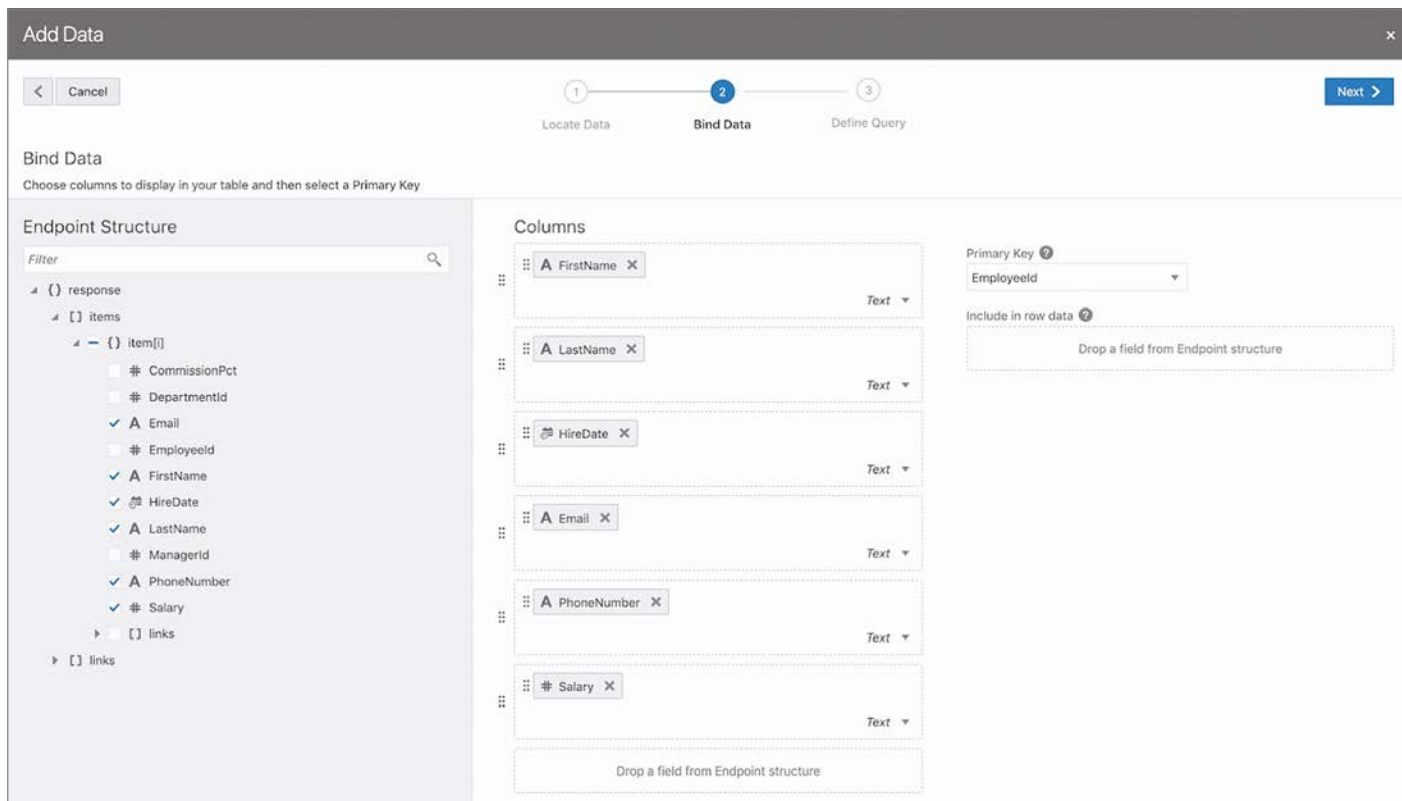 Add Data
Cancel
1
2
3
Next
Locate Data
Bind Data
Define Query
Bind Data
Choose columns to display in your table and then select a Primary Key
Endpoint Structure
Filter
{} response
[] items
{} item[i]
# CommissionPct
# DepartmentId
A Email
# EmployeeId
A FirstName
HireDate
A LastName
# ManagerId
A PhoneNumber
# Salary
[] links
[] links
Columns
A FirstName
Text
A LastName
Text
HireDate
Text
A Email
Text
A PhoneNumber
Text
# Salary
Text
Drop a field from Endpoint structure
Primary Key ?
EmployeeId
Include in row data ?
Drop a field from Endpoint structure